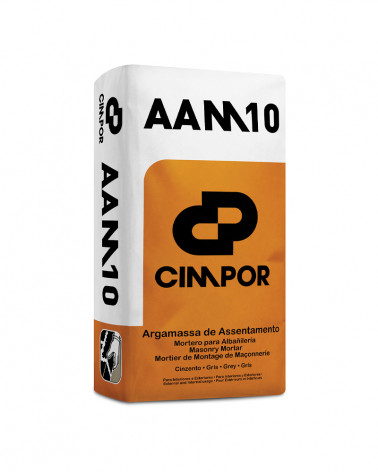 AAM10
CIMPOR
Argamassa de Assentamento
Mortero para Albañileria
Masonry Mortar
Mortier de Montage de Maçonnerie
Cinzento • Gris • Grey • Gris
CIMPOR
AAM10